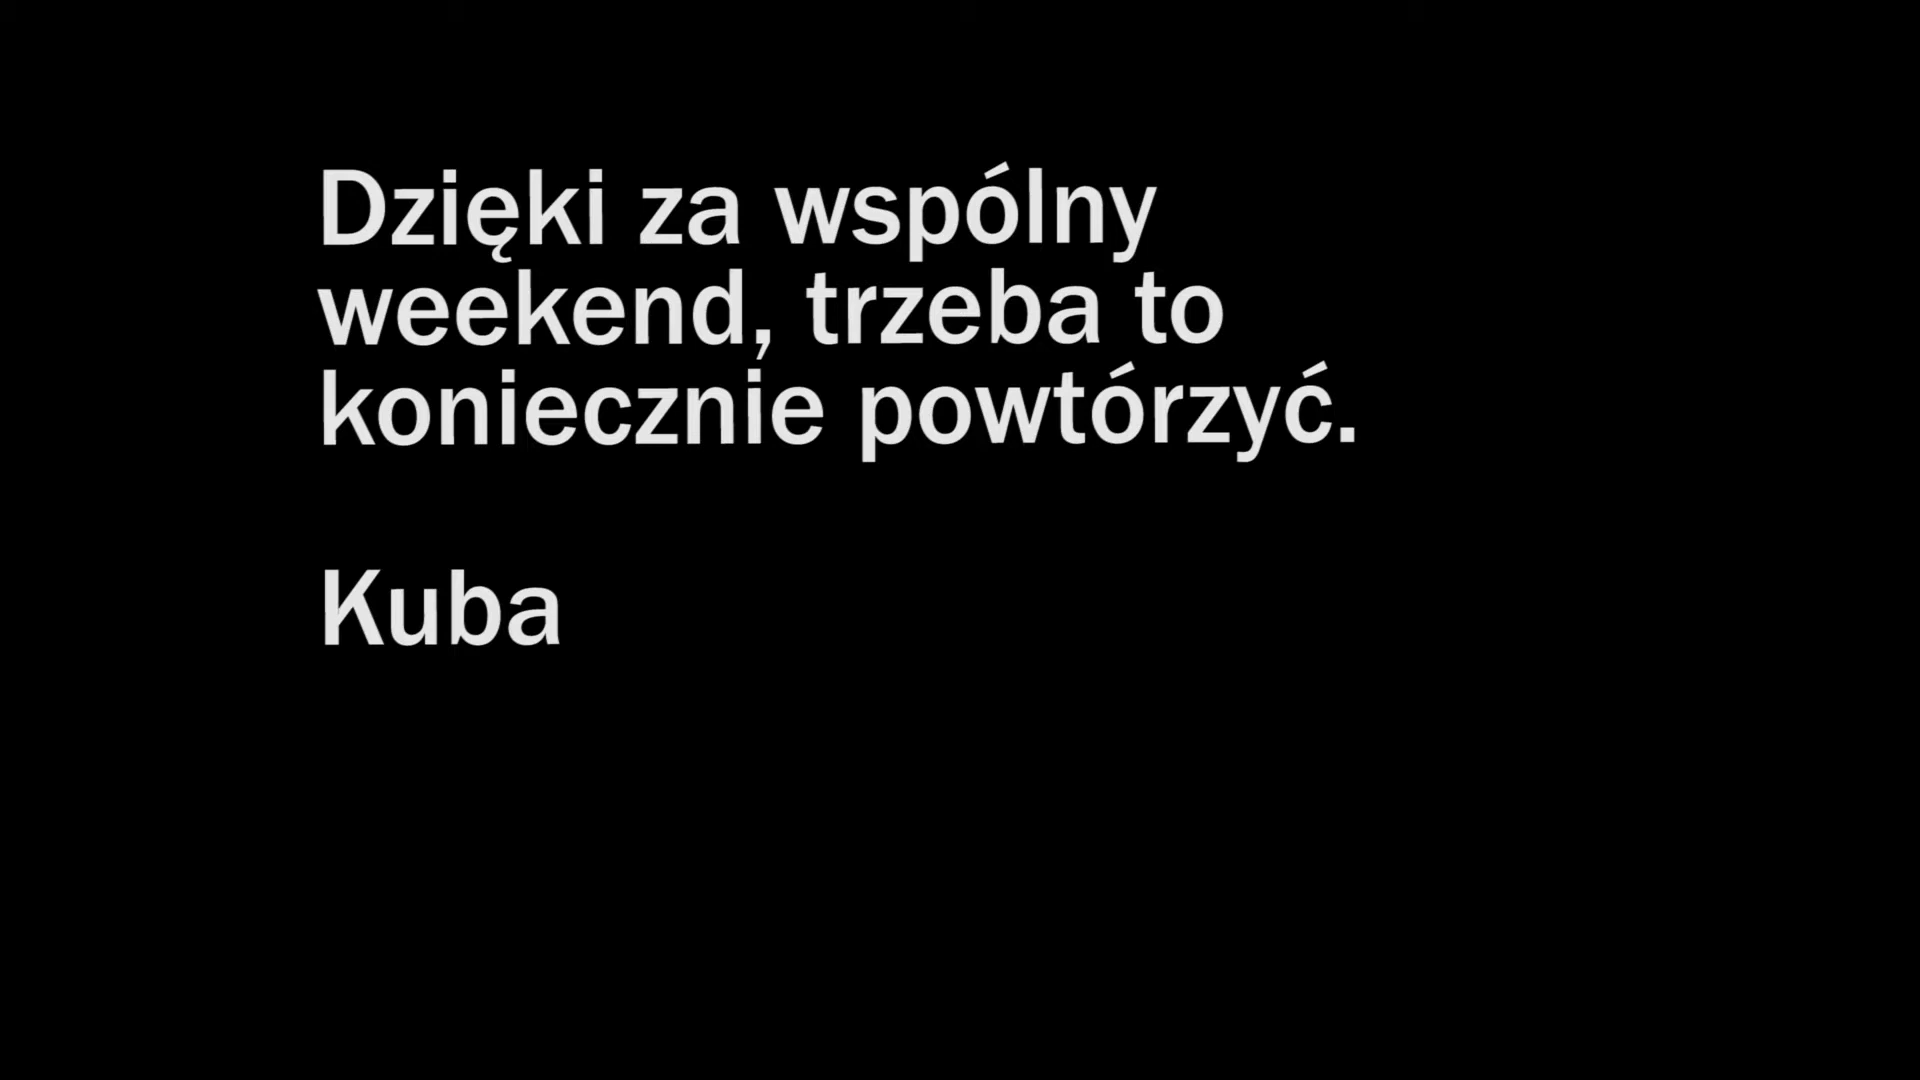 Dzięki za wspólny
weekend, trzeba to
koniecznie powtórzyć.
Kuba